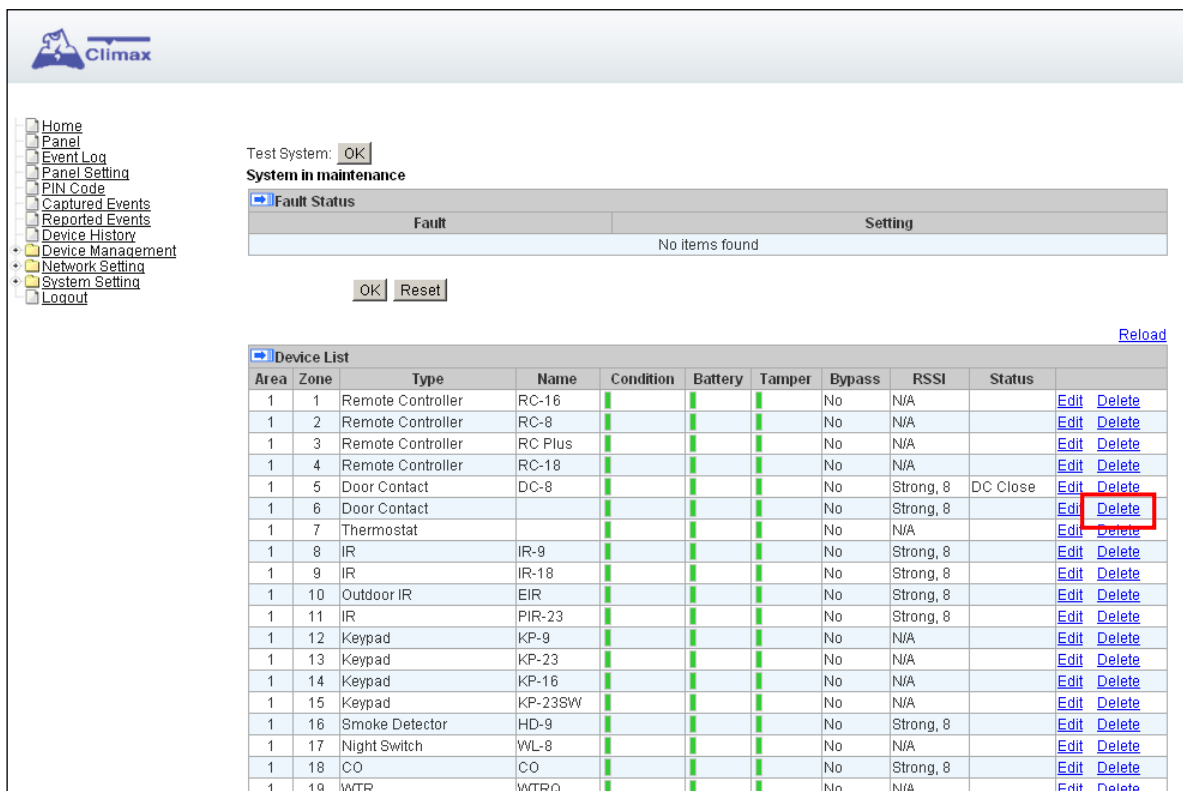 Climax
Home
Panel
Event Log
Panel Setting
PIN Code
Captured Events
Reported Events
Device History
Device Management
Network Setting
System Setting
Logout
Test System: OK
System in maintenance
Fault Status
Fault Setting
No items found
OK Reset
Reload
Device List
Area Zone Type Name Condition Battery Tamper Bypass RSSI Status
1 1 Remote Controller RC-16 No N/A Edit Delete
1 2 Remote Controller RC-8 No N/A Edit Delete
1 3 Remote Controller RC Plus No N/A Edit Delete
1 4 Remote Controller RC-18 No N/A Edit Delete
1 5 Door Contact DC-8 No Strong, 8 DC Close Edit Delete
1 6 Door Contact No Strong, 8 Edit Delete
1 7 Thermostat No N/A Edit Delete
1 8 IR IR-9 No Strong, 8 Edit Delete
1 9 IR IR-18 No Strong, 8 Edit Delete
1 10 Outdoor IR EIR No Strong, 8 Edit Delete
1 11 IR PIR-23 No Strong, 8 Edit Delete
1 12 Keypad KP-9 No N/A Edit Delete
1 13 Keypad KP-23 No N/A Edit Delete
1 14 Keypad KP-16 No N/A Edit Delete
1 15 Keypad KP-23SW No N/A Edit Delete
1 16 Smoke Detector HD-9 No Strong, 8 Edit Delete
1 17 Night Switch WL-8 No N/A Edit Delete
1 18 CO CO No Strong, 8 Edit Delete
1 19 WTR No N/A Edit Delete